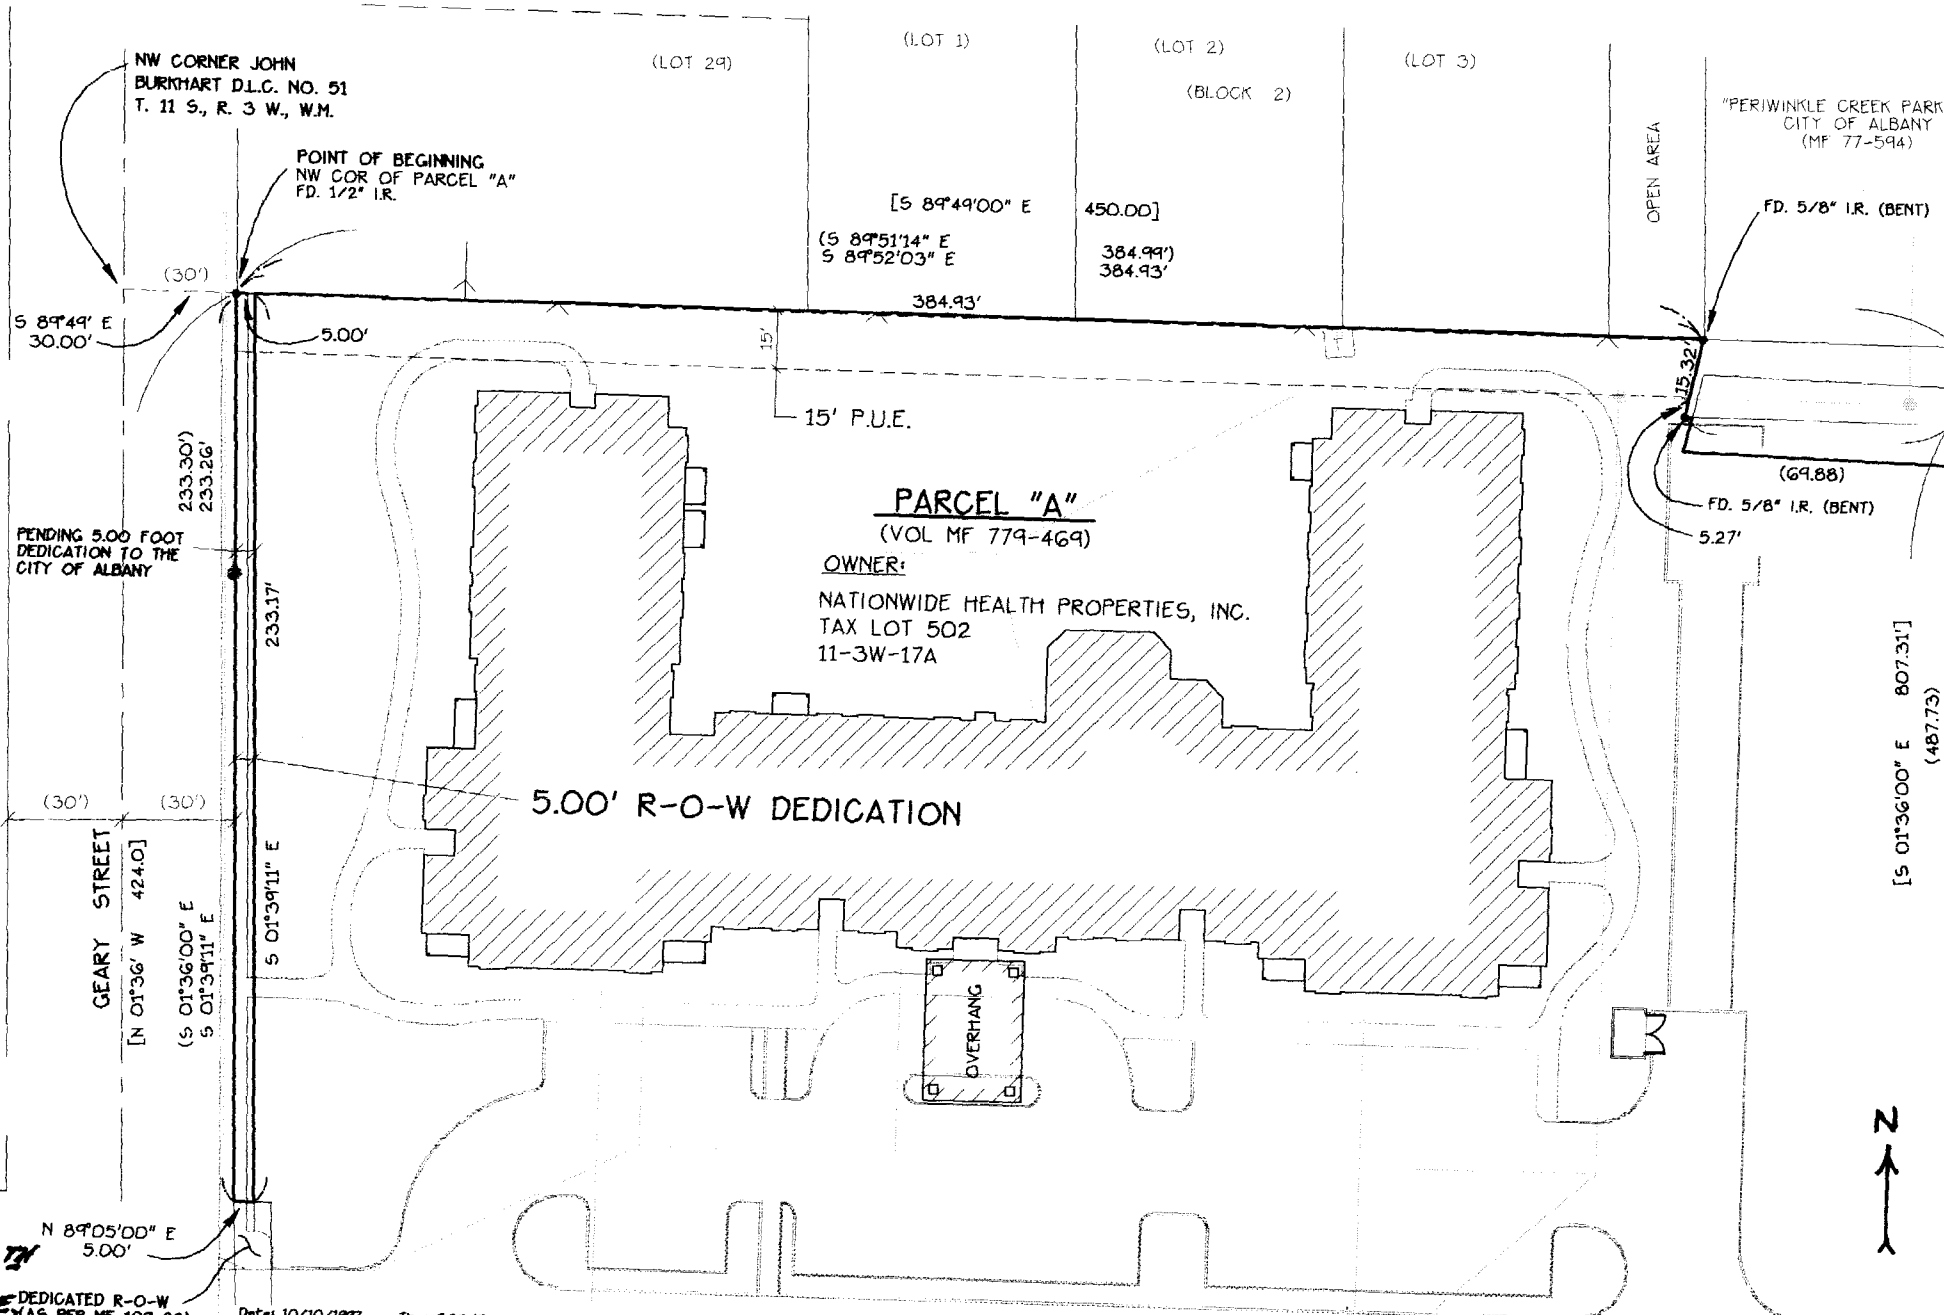 NW CORNER JOHN
BURKHART D.L.C. NO. 51
T. 11 S., R. 3 W., W.M.
POINT OF BEGINNING
NW COR OF PARCEL "A"
FD. 1/2" I.R.
(LOT 29)
(LOT 1)
(LOT 2)
(BLOCK 2)
(LOT 3)
OPEN AREA
"PERIWINKLE CREEK PARK
CITY OF ALBANY
(MF 77-594)
FD. 5/8" I.R. (BENT)
[S 89°49'00" E 450.00]
(S 89°51'14" E 384.99')
S 89°52'03" E 384.93'
384.93'
(30')
S 89°49' E
30.00'
5.00'
15'
15' P.U.E.
15.32'
(69.88)
FD. 5/8" I.R. (BENT)
5.27'
233.30')
233.26'
PENDING 5.00 FOOT
DEDICATION TO THE
CITY OF ALBANY
233.17'
PARCEL "A"
(VOL MF 779-469)
OWNER:
NATIONWIDE HEALTH PROPERTIES, INC.
TAX LOT 502
11-3W-17A
[S 01°36'00" E 807.31']
(487.73)
5.00' R-O-W DEDICATION
(30')
(30')
GEARY STREET
[N 01°36' W 424.0]
(S 01°36'00" E
S 01°39'11" E
S 01°39'11" E
OVERHANG
N
N 89°05'00" E
5.00'
DEDICATED R-O-W
Date: 10/10/1997